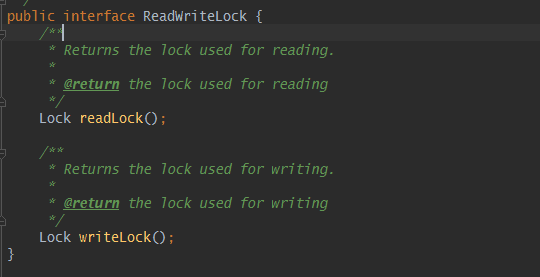 */
public interface ReadWriteLock {
/**
* Returns the lock used for reading.
*
* @return the lock used for reading
*/
Lock readLock();
/**
* Returns the lock used for writing.
*
* @return the lock used for writing
*/
Lock writeLock();
}